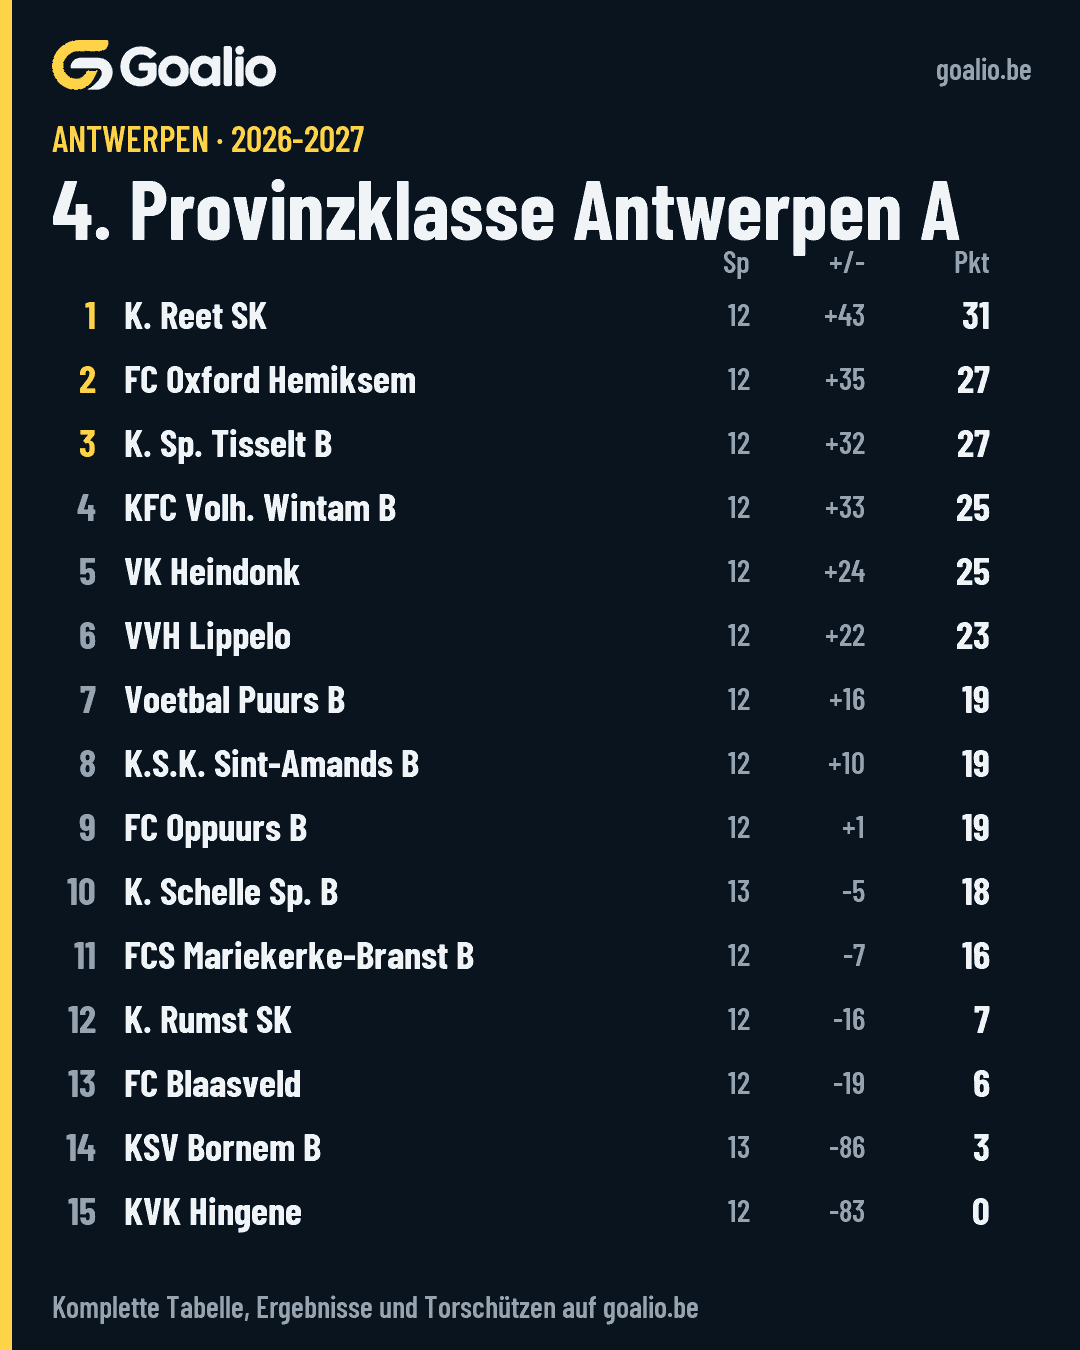 Goalio
goalio.be
ANTWERPEN · 2026-2027
4. Provinzklasse Antwerpen A
Sp +/- Pkt
1 K. Reet SK 12 +43 31
2 FC Oxford Hemiksem 12 +35 27
3 K. Sp. Tisselt B 12 +32 27
4 KFC Volh. Wintam B 12 +33 25
5 VK Heindonk 12 +24 25
6 VVH Lippelo 12 +22 23
7 Voetbal Puurs B 12 +16 19
8 K.S.K. Sint-Amands B 12 +10 19
9 FC Oppuurs B 12 +1 19
10 K. Schelle Sp. B 13 -5 18
11 FCS Mariekerke-Branst B 12 -7 16
12 K. Rumst SK 12 -16 7
13 FC Blaasveld 12 -19 6
14 KSV Bornem B 13 -86 3
15 KVK Hingene 12 -83 0
Komplette Tabelle, Ergebnisse und Torschützen auf goalio.be